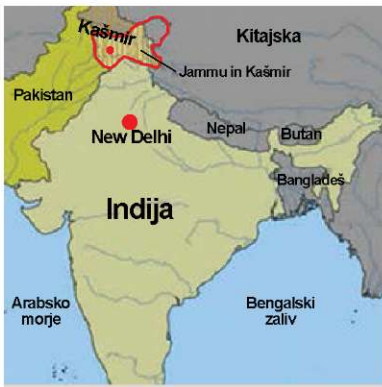 Kašmir
Kitajska
Jammu in Kašmir
Pakistan
Nepal
Butan
New Delhi
Bangladeš
Indija
Arabsko
morje
Bengalski
zaliv